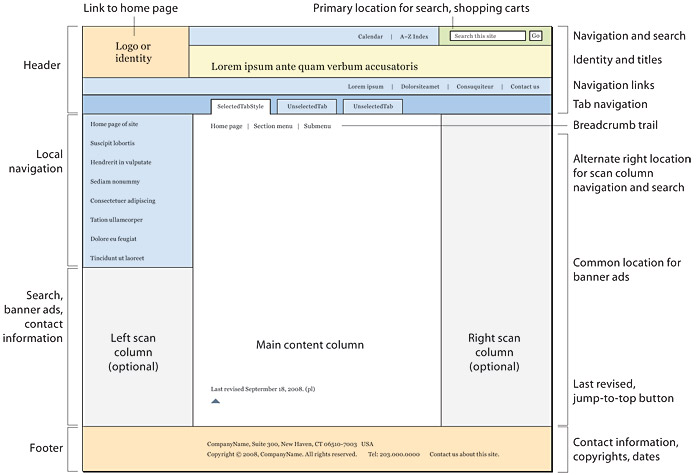 Link to home page
Primary location for search, shopping carts
Header
Logo or
identity
Calendar | A–Z Index
Search this site
Go
Navigation and search
Lorem ipsum ante quam verbum accusatoris
Identity and titles
Lorem ipsum | Dolorsiteamet | Consuquiteur | Contact us
Navigation links
SelectedTabStyle
UnselectedTab
UnselectedTab
Tab navigation
Home page | Section menu | Submenu
Breadcrumb trail
Local
navigation
Home page of site
Suscipit lobortis
Hendrerit in vulputate
Sediam nonummy
Consectetuer adipiscing
Tation ullamcorper
Dolore eu feugiat
Tincidunt ut laoreet
Alternate right location
for scan column
navigation and search
Common location for
banner ads
Search,
banner ads,
contact
information
Left scan
column
(optional)
Main content column
Right scan
column
(optional)
Last revised Septermber 18, 2008. (pl)
Last revised,
jump-to-top button
Footer
CompanyName, Suite 300, New Haven, CT 06510-7003 USA
Copyright © 2008, CompanyName. All rights reserved. Tel: 203.000.0000 Contact us about this site.
Contact information,
copyrights, dates